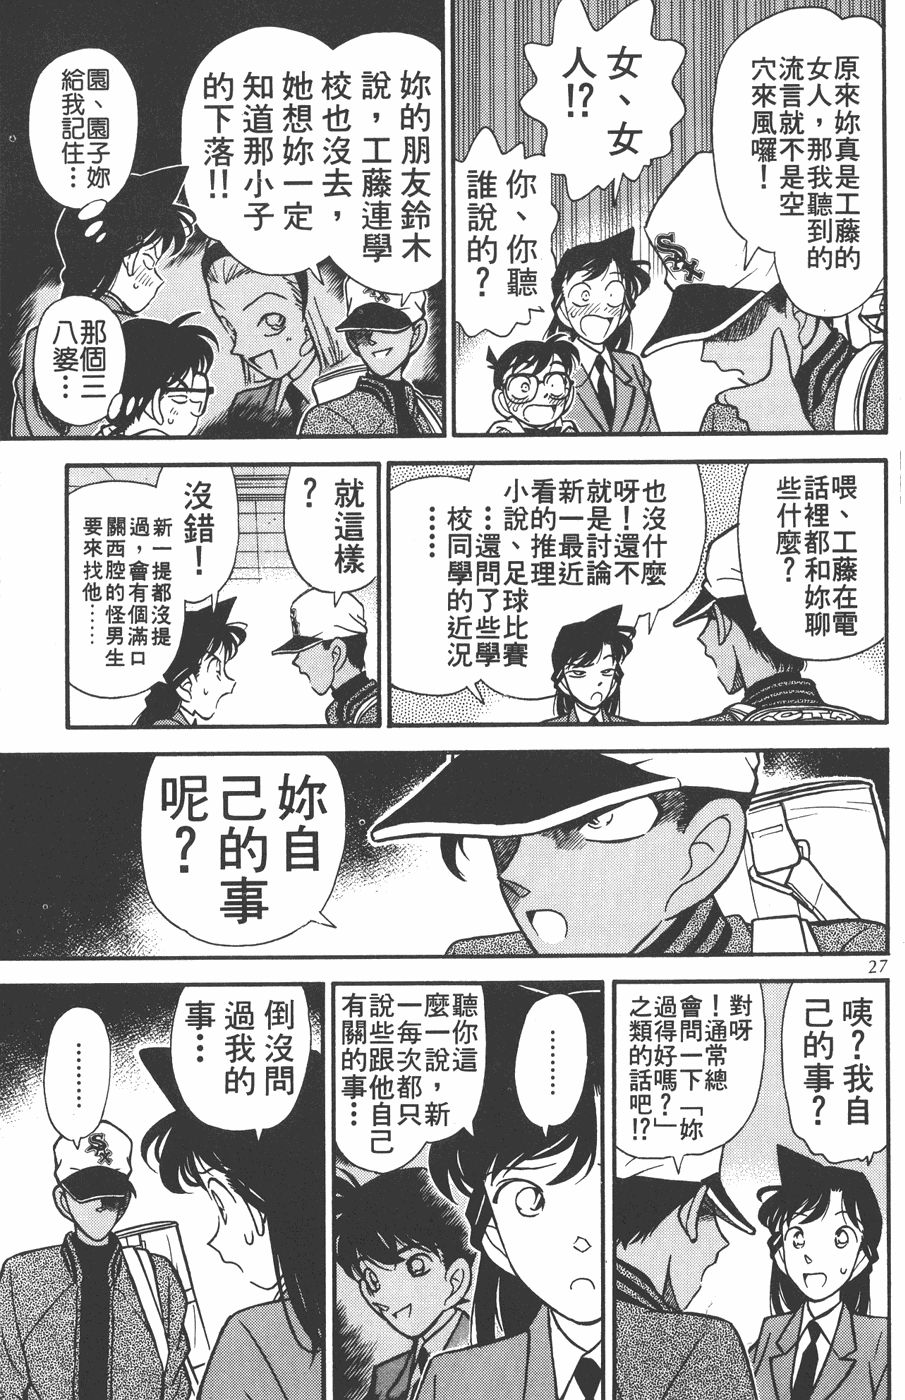 原來妳真是工藤的
女人，那我聽到的
流言就不是空
穴來風囉！
女、女
人!?
你、你聽
誰說的？
妳的朋友鈴木
說，工藤連學
校也沒去，
她想妳一定
知道那小子
的下落!!
園、園子妳
給我記住…
那個三
八婆…
喂、工藤在電
話裡都和妳聊
些什麼？
也沒什麼
呀！還不
就是討論
新一最近
看的推理
小說、足球比賽
…還問了些學
校同學的近況
……
就這樣
？
沒錯！
新一提都沒提
過，會有個滿口
關西腔的怪男生
要來找他……
妳自
己的事
呢？
27
咦？我自
己的事？
對呀
！通常總
會問一下「妳
過得好嗎？」
之類的話吧!?
……
聽你這
麼一說，新
一每次都只
說些跟他自己
有關的事…
倒沒問
過我的
事…
……